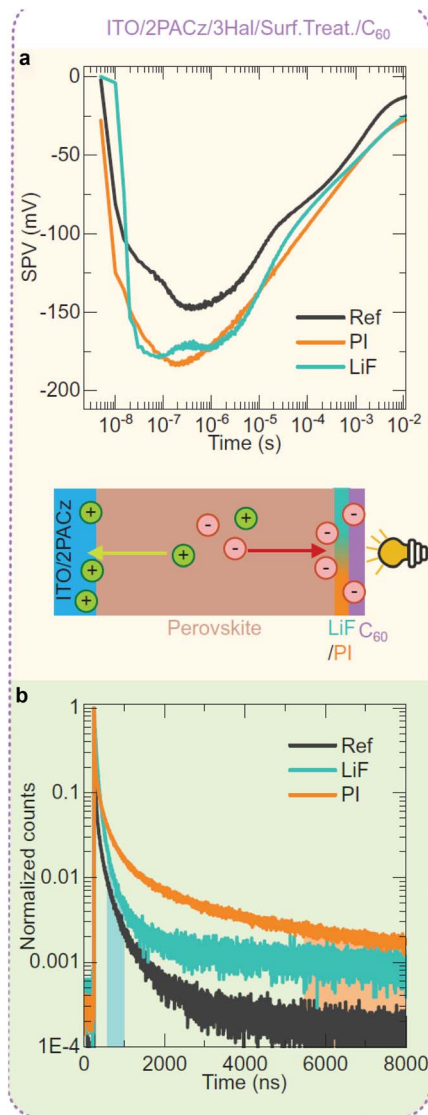 ITO/2PACz/3Hal/Surf.Treat./C₆₀
a
0
-50
-100
-150
-200
SPV (mV)
Ref
PI
LiF
10⁻⁸ 10⁻⁷ 10⁻⁶ 10⁻⁵ 10⁻⁴ 10⁻³ 10⁻²
Time (s)
ITO/2PACz
+ + + + + - - - - - -
Perovskite
LiF C₆₀
/PI
b
1
0.1
0.01
0.001
1E-4
Normalized counts
Ref
LiF
PI
0 2000 4000 6000 8000
Time (ns)